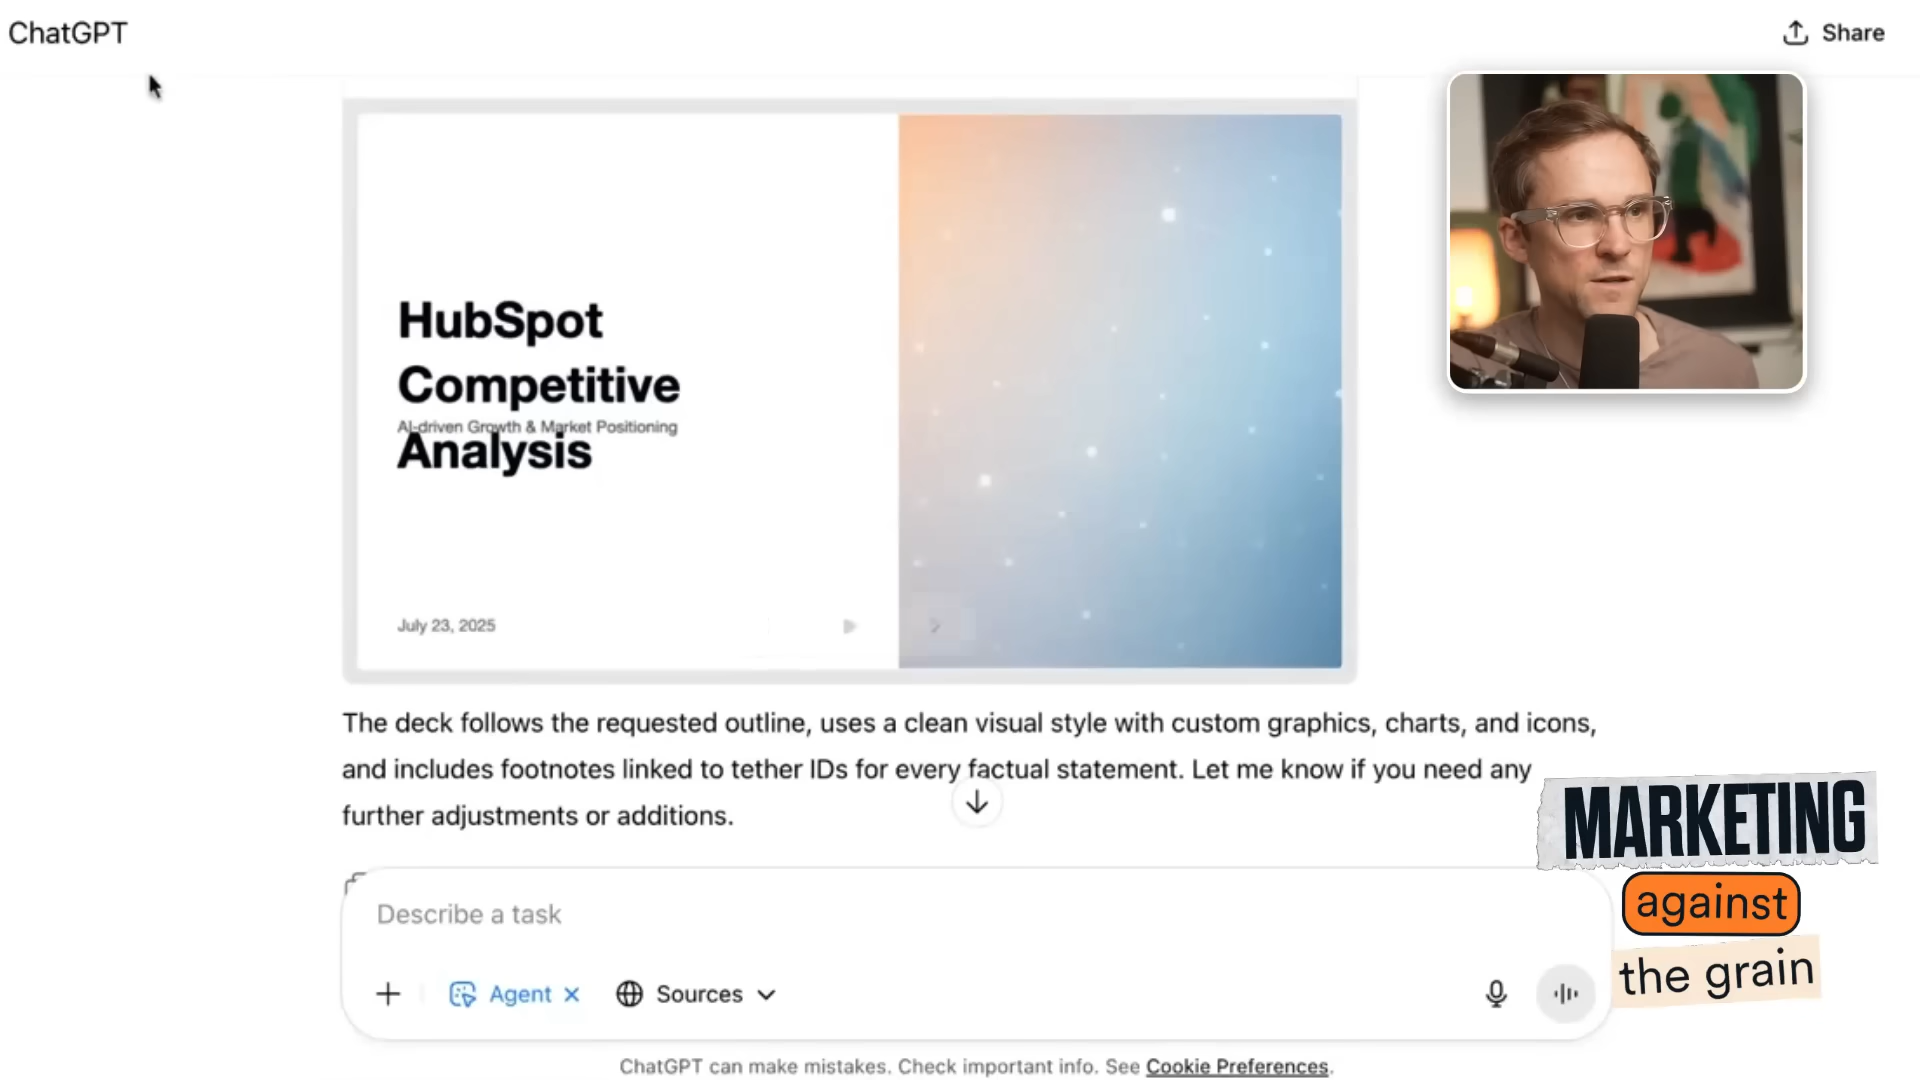 ChatGPT
Share
HubSpot
Competitive
AI-driven Growth & Market Positioning
Analysis
July 23, 2025
The deck follows the requested outline, uses a clean visual style with custom graphics, charts, and icons,
and includes footnotes linked to tether IDs for every factual statement. Let me know if you need any
further adjustments or additions.
MARKETING
against
the grain
Describe a task
Agent
Sources
ChatGPT can make mistakes. Check important info. See Cookie Preferences.